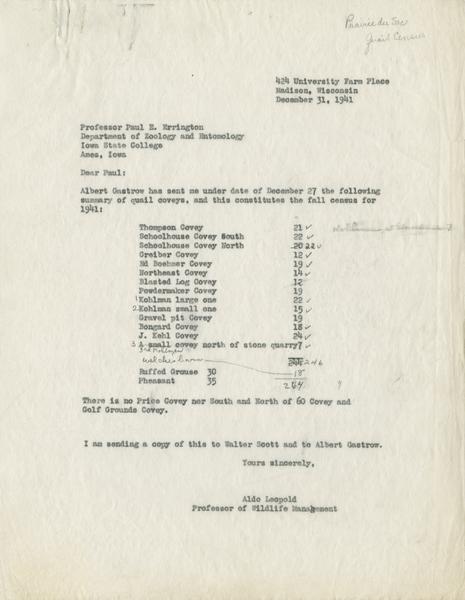 Prairie du Sac
Quail Census
424 University Farm Place
Madison, Wisconsin
December 31, 1941
Professor Paul E. Errington
Department of Zoology and Entomology
Iowa State College
Ames, Iowa
Dear Paul:
Albert Gastrow has sent me under date of December 27 the following
summary of quail coveys, and this constitutes the fall census for
1941:
Thompson Covey 21 ✓
Schoolhouse Covey South 22 ✓
Schoolhouse Covey North 20 22 ✓
Greiber Covey 12 ✓
Ed Boehmer Covey 19 ✓
Northeast Covey 14 ✓
Blasted Log Covey 12
Powdermaker Covey 19
1 Kohlman large one 22 ✓
2 Kohlman small one 15 ✓
Gravel pit Covey 19
Bongard Covey 18 ✓
J. Kehl Covey 24 ✓
3 A small covey north of stone quarry 7 ✓
3rd Kohlman
246
Ruffed Grouse 30 18
Pheasant 35 264
There is no Price Covey nor South and North of 60 Covey and
Golf Grounds Covey.
I am sending a copy of this to Walter Scott and to Albert Gastrow.
Yours sincerely,
Aldo Leopold
Professor of Wildlife Management